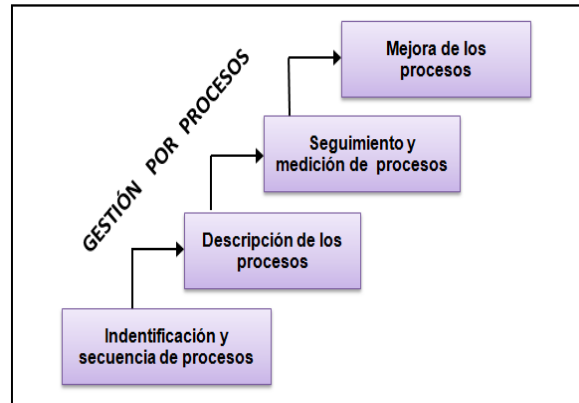 GESTIÓN POR PROCESOS
Mejora de los
procesos
Seguimiento y
medición de procesos
Descripción de los
procesos
Indentificación y
secuencia de procesos